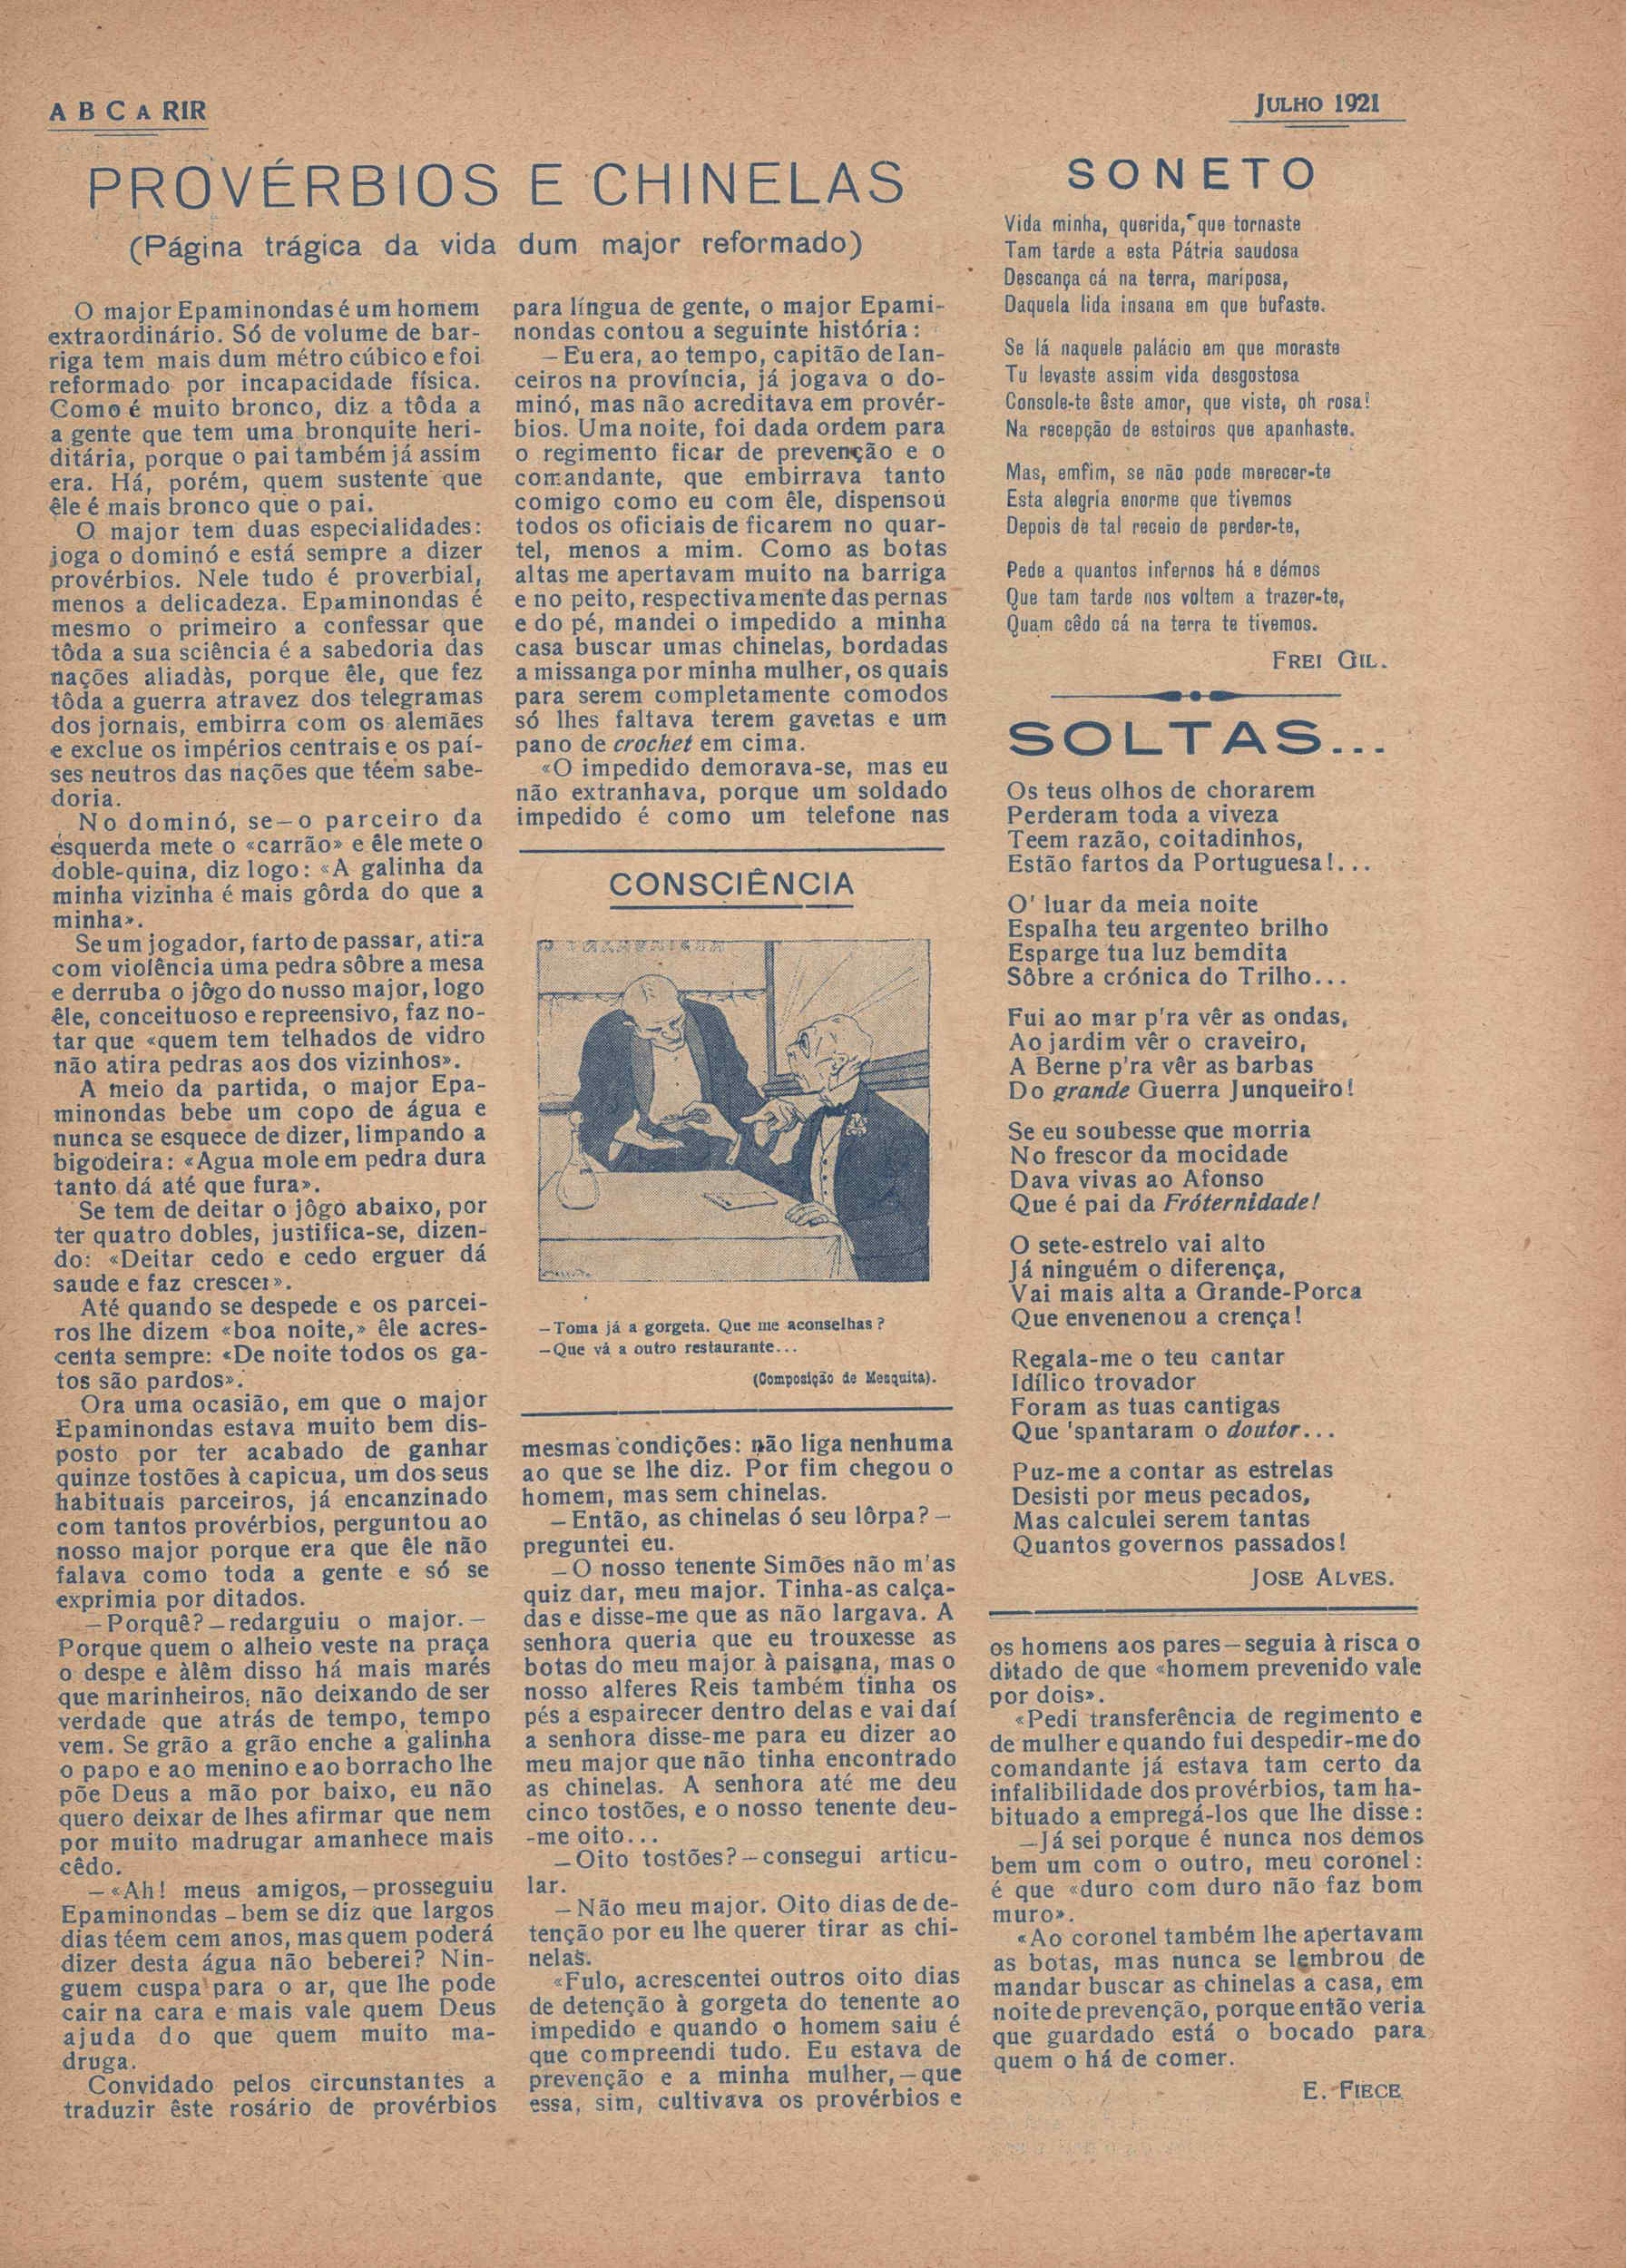 A B C A RIR
JULHO 1921
PROVÉRBIOS E CHINELAS
(Página trágica da vida dum major reformado)
O major Epaminondas é um homem
extraordinário. Só de volume de bar-
riga tem mais dum métro cúbico e foi
reformado por incapacidade física.
Como é muito bronco, diz a tôda a
a gente que tem uma bronquite heri-
ditária, porque o pai também já assim
era. Há, porém, quem sustente que
êle é mais bronco que o pai.
O major tem duas especialidades:
joga o dominó e está sempre a dizer
provérbios. Nele tudo é proverbial,
menos a delicadeza. Epaminondas é
mesmo o primeiro a confessar que
tôda a sua sciência é a sabedoria das
nações aliadàs, porque êle, que fez
tôda a guerra atravez dos telegramas
dos jornais, embirra com os alemães
e exclue os impérios centrais e os paí-
ses neutros das nações que téem sabe-
doria.
No dominó, se—o parceiro da
esquerda mete o «carrão» e êle mete o
doble-quina, diz logo: «A galinha da
minha vizinha é mais gôrda do que a
minha».
Se um jogador, farto de passar, atira
com violência uma pedra sôbre a mesa
e derruba o jôgo do nosso major, logo
êle, conceituoso e repreensivo, faz no-
tar que «quem tem telhados de vidro
não atira pedras aos dos vizinhos».
A meio da partida, o major Epa-
minondas bebe um copo de água e
nunca se esquece de dizer, limpando a
bigodeira: «Agua mole em pedra dura
tanto dá até que fura».
Se tem de deitar o jôgo abaixo, por
ter quatro dobles, justifica-se, dizen-
do: «Deitar cedo e cedo erguer dá
saude e faz crescer».
Até quando se despede e os parcei-
ros lhe dizem «boa noite,» êle acres-
centa sempre: «De noite todos os ga-
tos são pardos».
Ora uma ocasião, em que o major
Epaminondas estava muito bem dis-
posto por ter acabado de ganhar
quinze tostões à capicua, um dos seus
habituais parceiros, já encanzinado
com tantos provérbios, perguntou ao
nosso major porque era que êle não
falava como toda a gente e só se
exprimia por ditados.
—Porquê?—redarguiu o major.—
Porque quem o alheio veste na praça
o despe e àlêm disso há mais marés
que marinheiros, não deixando de ser
verdade que atrás de tempo, tempo
vem. Se grão a grão enche a galinha
o papo e ao menino e ao borracho lhe
põe Deus a mão por baixo, eu não
quero deixar de lhes afirmar que nem
por muito madrugar amanhece mais
cêdo.
—«Ah! meus amigos,—prosseguiu
Epaminondas—bem se diz que largos
dias téem cem anos, mas quem poderá
dizer desta água não beberei? Nin-
guem cuspa para o ar, que lhe pode
cair na cara e mais vale quem Deus
ajuda do que quem muito ma-
druga.
Convidado pelos circunstantes a
traduzir êste rosário de provérbios
para língua de gente, o major Epami-
nondas contou a seguinte história:
—Eu era, ao tempo, capitão de lan-
ceiros na província, já jogava o do-
minó, mas não acreditava em provér-
bios. Uma noite, foi dada ordem para
o regimento ficar de prevenção e o
comandante, que embirrava tanto
comigo como eu com êle, dispensou
todos os oficiais de ficarem no quar-
tel, menos a mim. Como as botas
altas me apertavam muito na barriga
e no peito, respectivamente das pernas
e do pé, mandei o impedido a minha
casa buscar umas chinelas, bordadas
a missanga por minha mulher, os quais
para serem completamente comodos
só lhes faltava terem gavetas e um
pano de crochet em cima.
«O impedido demorava-se, mas eu
não extranhava, porque um soldado
impedido é como um telefone nas
CONSCIÊNCIA
—Toma já a gorgeta. Que me aconselhas?
—Que vá a outro restaurante...
(Composição de Mesquita).
mesmas condições: não liga nenhuma
ao que se lhe diz. Por fim chegou o
homem, mas sem chinelas.
—Então, as chinelas ó seu lôrpa?—
preguntei eu.
—O nosso tenente Simões não m'as
quiz dar, meu major. Tinha-as calça-
das e disse-me que as não largava. A
senhora queria que eu trouxesse as
botas do meu major à paisana, mas o
nosso alferes Reis também tinha os
pés a espairecer dentro delas e vai daí
a senhora disse-me para eu dizer ao
meu major que não tinha encontrado
as chinelas. A senhora até me deu
cinco tostões, e o nosso tenente deu-
-me oito...
—Oito tostões?—consegui articu-
lar.
—Não meu major. Oito dias de de-
tenção por eu lhe querer tirar as chi-
nelas.
«Fulo, acrescentei outros oito dias
de detenção à gorgeta do tenente ao
impedido e quando o homem saiu é
que compreendi tudo. Eu estava de
prevenção e a minha mulher,—que
essa, sim, cultivava os provérbios e
SONETO
Vida minha, querida, que tornaste
Tam tarde a esta Pátria saudosa
Descança cá na terra, mariposa,
Daquela lida insana em que bufaste.
Se lá naquele palácio em que moraste
Tu levaste assim vida desgostosa
Console-te êste amor, que viste, oh rosa!
Na recepção de estoiros que apanhaste.
Mas, emfim, se não pode merecer-te
Esta alegria enorme que tivemos
Depois de tal receio de perder-te,
Pede a quantos infernos há e démos
Que tam tarde nos voltem a trazer-te,
Quam cêdo cá na terra te tivemos.
FREI GIL.
SOLTAS...
Os teus olhos de chorarem
Perderam toda a viveza
Teem razão, coitadinhos,
Estão fartos da Portuguesa!...
O' luar da meia noite
Espalha teu argenteo brilho
Esparge tua luz bemdita
Sôbre a crónica do Trilho...
Fui ao mar p'ra vêr as ondas,
Ao jardim vêr o craveiro,
A Berne p'ra vêr as barbas
Do grande Guerra Junqueiro!
Se eu soubesse que morria
No frescor da mocidade
Dava vivas ao Afonso
Que é pai da Fróternidade!
O sete-estrelo vai alto
Já ninguém o diferença,
Vai mais alta a Grande-Porca
Que envenenou a crença!
Regala-me o teu cantar
Idílico trovador
Foram as tuas cantigas
Que 'spantaram o doutor...
Puz-me a contar as estrelas
Desisti por meus pecados,
Mas calculei serem tantas
Quantos governos passados!
JOSE ALVES.
os homens aos pares—seguia à risca o
ditado de que «homem prevenido vale
por dois».
«Pedi transferência de regimento e
de mulher e quando fui despedir-me do
comandante já estava tam certo da
infalibilidade dos provérbios, tam ha-
bituado a empregá-los que lhe disse:
—Já sei porque é nunca nos démos
bem um com o outro, meu coronel:
é que «duro com duro não faz bom
muro».
«Ao coronel também lhe apertavam
as botas, mas nunca se lembrou de
mandar buscar as chinelas a casa, em
noite de prevenção, porque então veria
que guardado está o bocado para
quem o há de comer.
E. FIECE